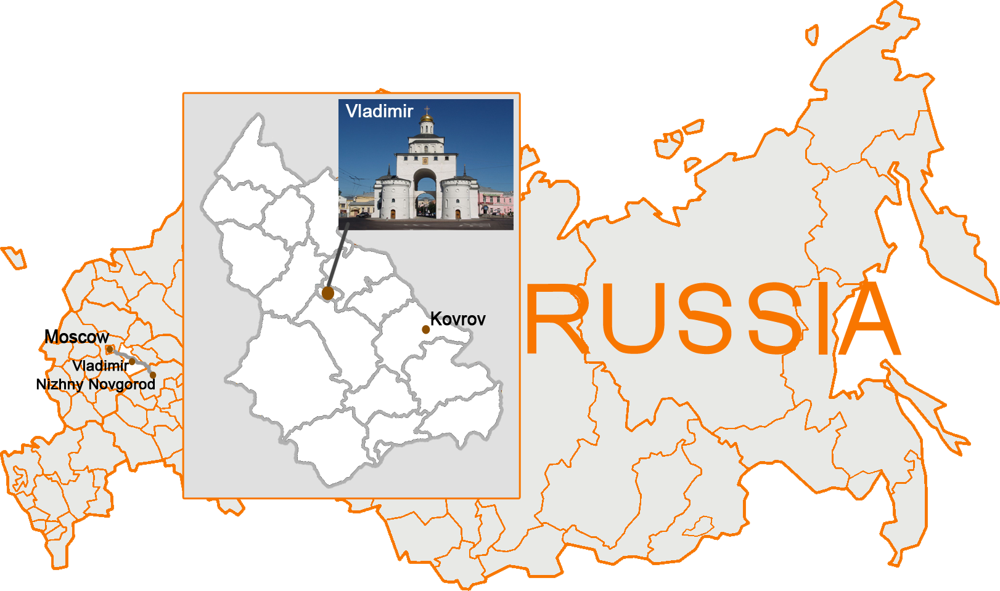 Vladimir
Kovrov
RUSSIA
Moscow
Vladimir
Nizhny Novgorod